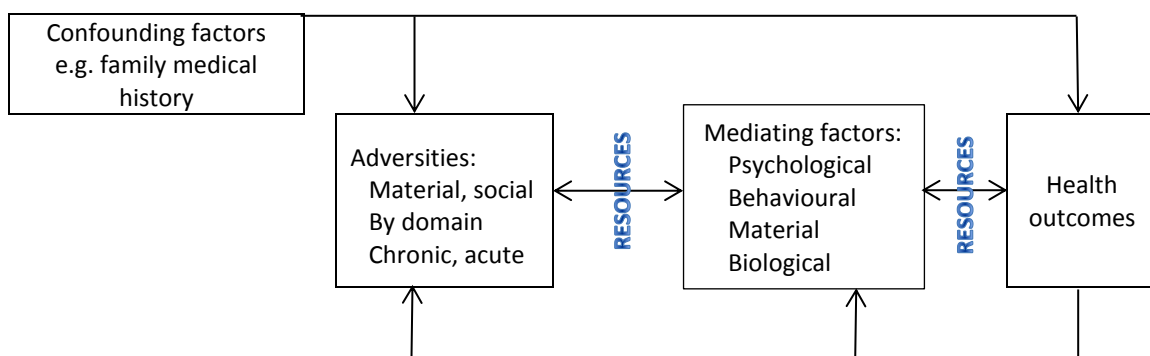 Confounding factors
e.g. family medical
history
Adversities:
Material, social
By domain
Chronic, acute
RESOURCES
Mediating factors:
Psychological
Behavioural
Material
Biological
RESOURCES
Health
outcomes